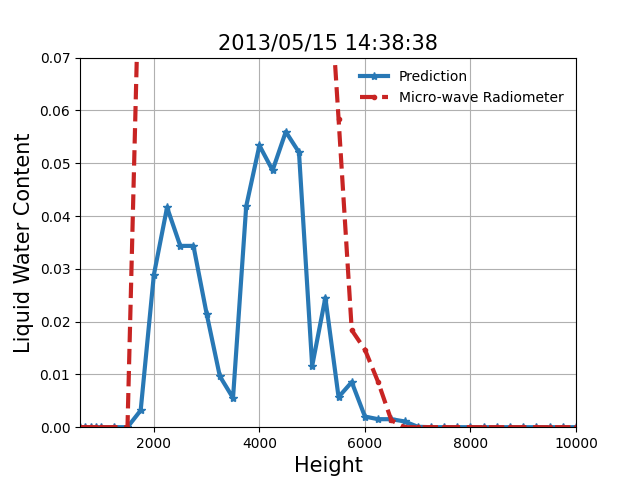 2013/05/15 14:38:38
Prediction
Micro-wave Radiometer
Liquid Water Content
0.07
0.06
0.05
0.04
0.03
0.02
0.01
0.00
2000 4000 6000 8000 10000
Height